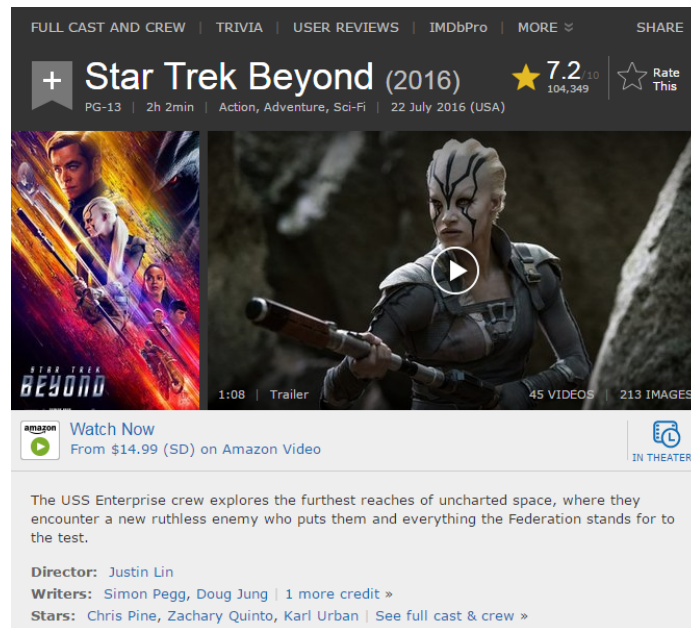 FULL CAST AND CREW | TRIVIA | USER REVIEWS | IMDbPro | MORE SHARE
+ Star Trek Beyond (2016) 7.2/10 Rate
104,349 This
PG-13 | 2h 2min | Action, Adventure, Sci-Fi | 22 July 2016 (USA)
STAR TREK
BEYOND
1:08 | Trailer 45 VIDEOS | 213 IMAGES
amazon Watch Now
From $14.99 (SD) on Amazon Video
IN THEATER
The USS Enterprise crew explores the furthest reaches of uncharted space, where they
encounter a new ruthless enemy who puts them and everything the Federation stands for to
the test.
Director: Justin Lin
Writers: Simon Pegg, Doug Jung | 1 more credit »
Stars: Chris Pine, Zachary Quinto, Karl Urban | See full cast & crew »